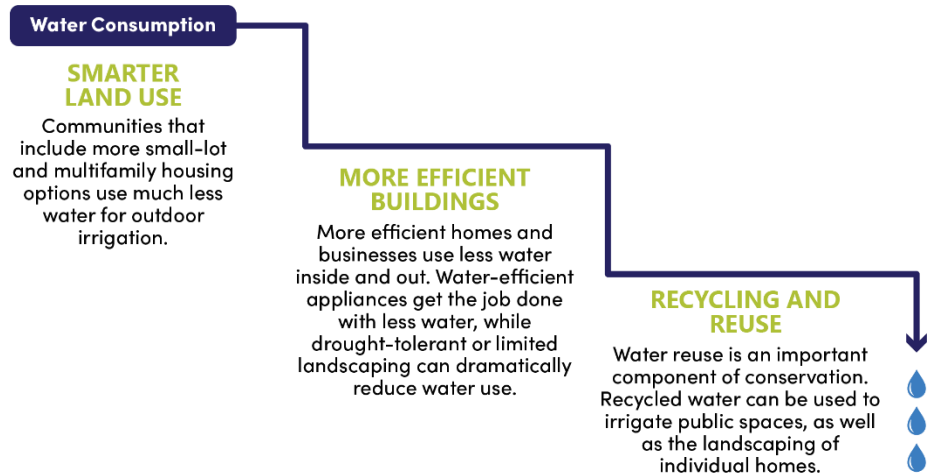 Water Consumption
SMARTER
LAND USE
Communities that
include more small-lot
and multifamily housing
options use much less
water for outdoor
irrigation.
MORE EFFICIENT
BUILDINGS
More efficient homes and
businesses use less water
inside and out. Water-efficient
appliances get the job done
with less water, while
drought-tolerant or limited
landscaping can dramatically
reduce water use.
RECYCLING AND
REUSE
Water reuse is an important
component of conservation.
Recycled water can be used to
irrigate public spaces, as well
as the landscaping of
individual homes.